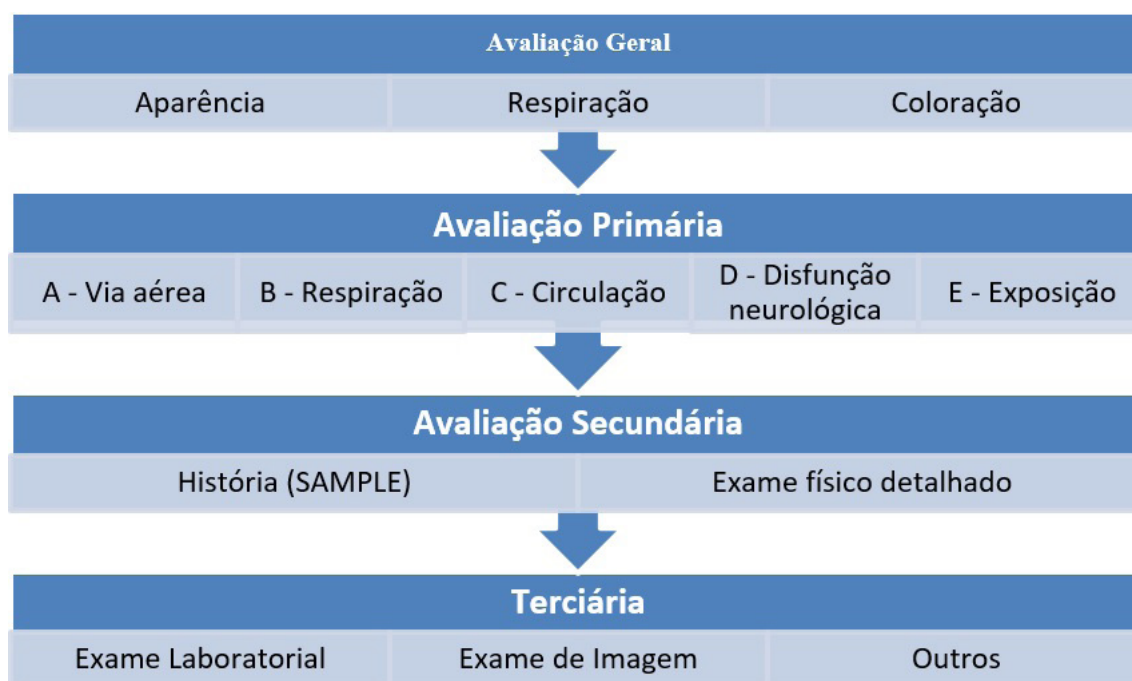 Avaliação Geral
Aparência
Respiração
Coloração
Avaliação Primária
A - Via aérea
B - Respiração
C - Circulação
D - Disfunção
neurológica
E - Exposição
Avaliação Secundária
História (SAMPLE)
Exame físico detalhado
Terciária
Exame Laboratorial
Exame de Imagem
Outros